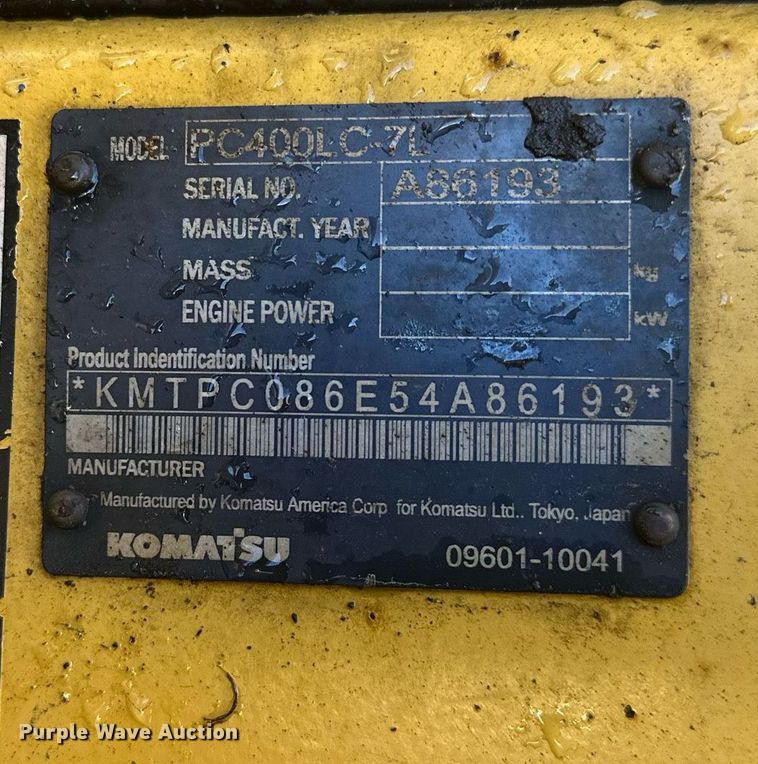 MODEL PC400LC-7L
SERIAL NO. A86193
MANUFACT. YEAR
MASS kg
ENGINE POWER kW
Product Indentification Number
*KMTPC086E54A86193*
MANUFACTURER
Manufactured by Komatsu America Corp for Komatsu Ltd., Tokyo, Japan
KOMATSU 09601-10041
Purple Wave Auction